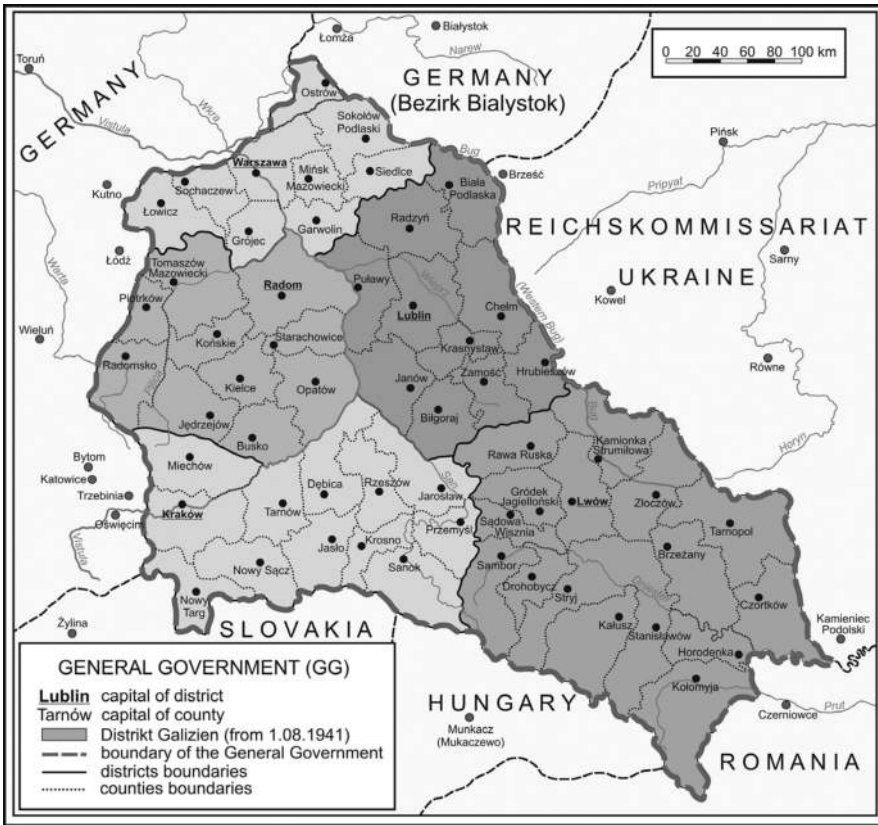 Łomża
Białystok
Narew
Toruń
GERMANY
GERMANY
(Bezirk Bialystok)
0 20 40 60 80 100 km
Wkra
Vistula
Ostrów
Sokołów
Podlaski
Bug
Pińsk
Pripyat
Kutno
Sochaczew
Warszawa
Mińsk
Mazowiecki
Siedlce
Brześć
Biała
Podlaska
Łowicz
Grójec
Garwolin
Radzyń
REICHSKOMMISSARIAT
UKRAINE
Łódź
Warta
Tomaszów
Mazowiecki
Piotrków
Radom
Puławy
Wieprz
Lublin
Chełm
(Western Bug)
Kowel
Sarny
Wieluń
Końskie
Starachowice
Krasnystaw
Radomsko
Pilica
Kielce
Opatów
Janów
Zamość
Hrubieszów
Równe
Jędrzejów
Busko
Biłgoraj
Bug
Horyn
Bytom
Katowice
Trzebinia
Oświęcim
Vistula
Miechów
Kraków
Dębica
Rzeszów
San
Jarosław
Rawa Ruska
Kamionka
Strumiłowa
Tarnów
Przemyśl
Gródek
Jagielloński
Lwów
Złoczów
Sądowa
Wisznia
Tarnopol
Nowy Sącz
Jasło
Krosno
Sanok
Sambor
Brzeżany
Drohobycz
Stryj
Czortków
Nowy
Targ
Kałusz
Stanisławów
Żylina
SLOVAKIA
Kamieniec
Podolski
Horodenka
Kołomyja
HUNGARY
Munkacz
(Mukaczewo)
Czerniowce
Prut
ROMANIA
GENERAL GOVERNMENT (GG)
Lublin capital of district
Tarnów capital of county
Distrikt Galizien (from 1.08.1941)
boundary of the General Government
districts boundaries
counties boundaries